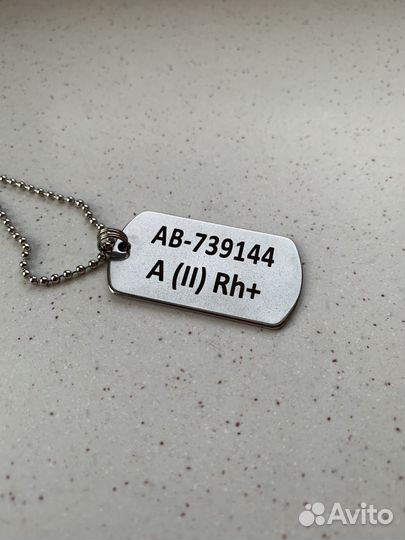 AB-739144
A (II) Rh+
Avito